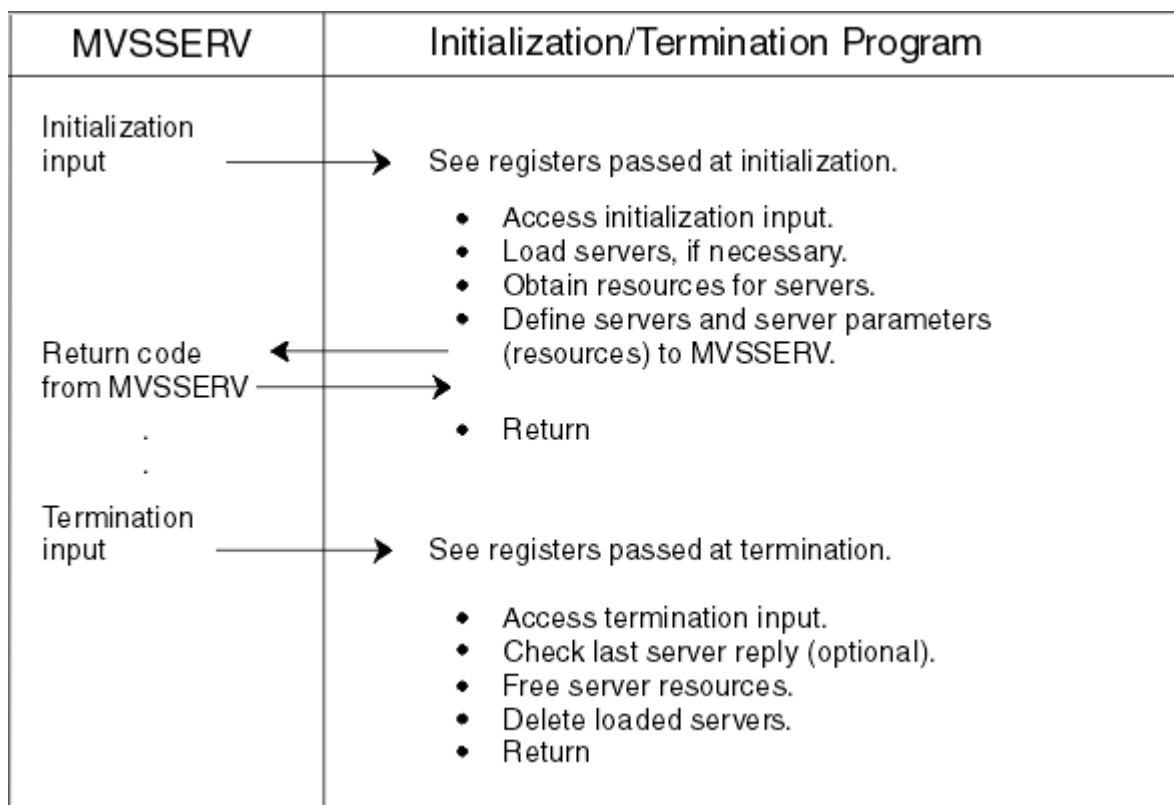 MVSSERV
Initialization/Termination Program
Initialization
input
See registers passed at initialization.
• Access initialization input.
• Load servers, if necessary.
• Obtain resources for servers.
• Define servers and server parameters
(resources) to MVSSERV.
Return code
from MVSSERV
• Return
.
.
Termination
input
See registers passed at termination.
• Access termination input.
• Check last server reply (optional).
• Free server resources.
• Delete loaded servers.
• Return